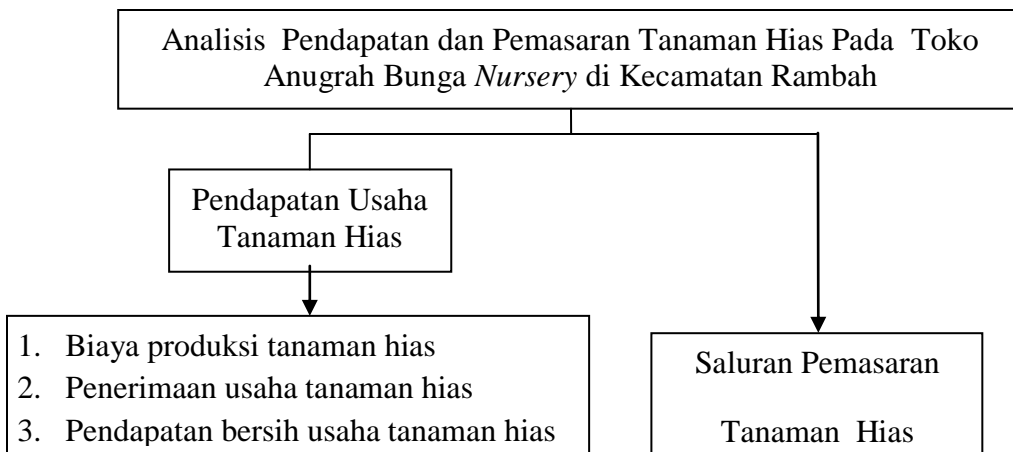 Analisis Pendapatan dan Pemasaran Tanaman Hias Pada Toko
Anugrah Bunga Nursery di Kecamatan Rambah
Pendapatan Usaha
Tanaman Hias
1. Biaya produksi tanaman hias
2. Penerimaan usaha tanaman hias
3. Pendapatan bersih usaha tanaman hias
Saluran Pemasaran
Tanaman Hias